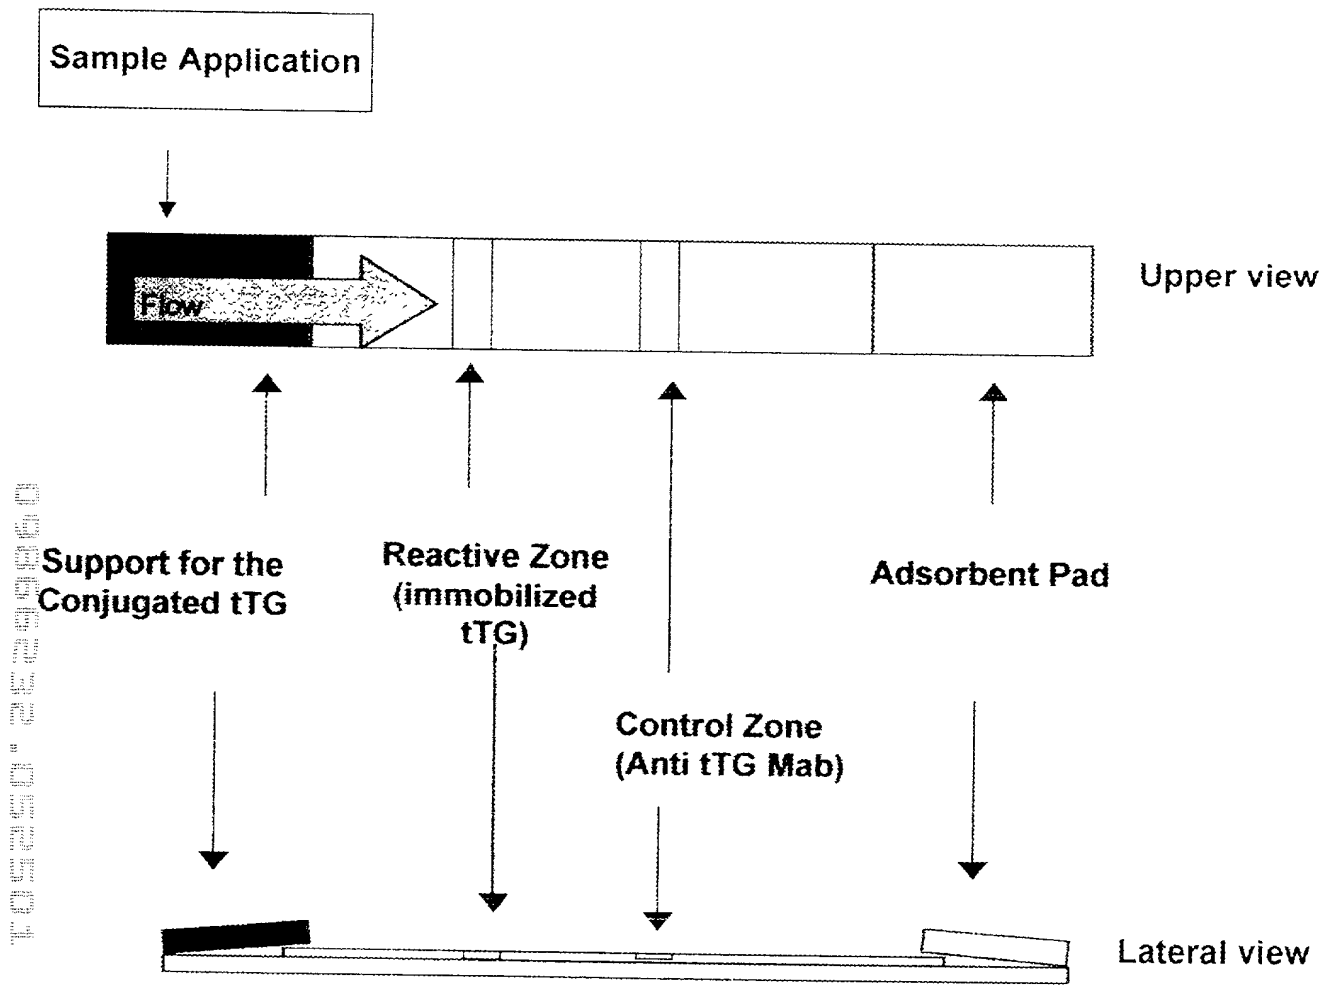 Sample Application
Flow
Upper view
Support for the
Conjugated tTG
Reactive Zone
(immobilized
tTG)
Adsorbent Pad
Control Zone
(Anti tTG Mab)
Lateral view